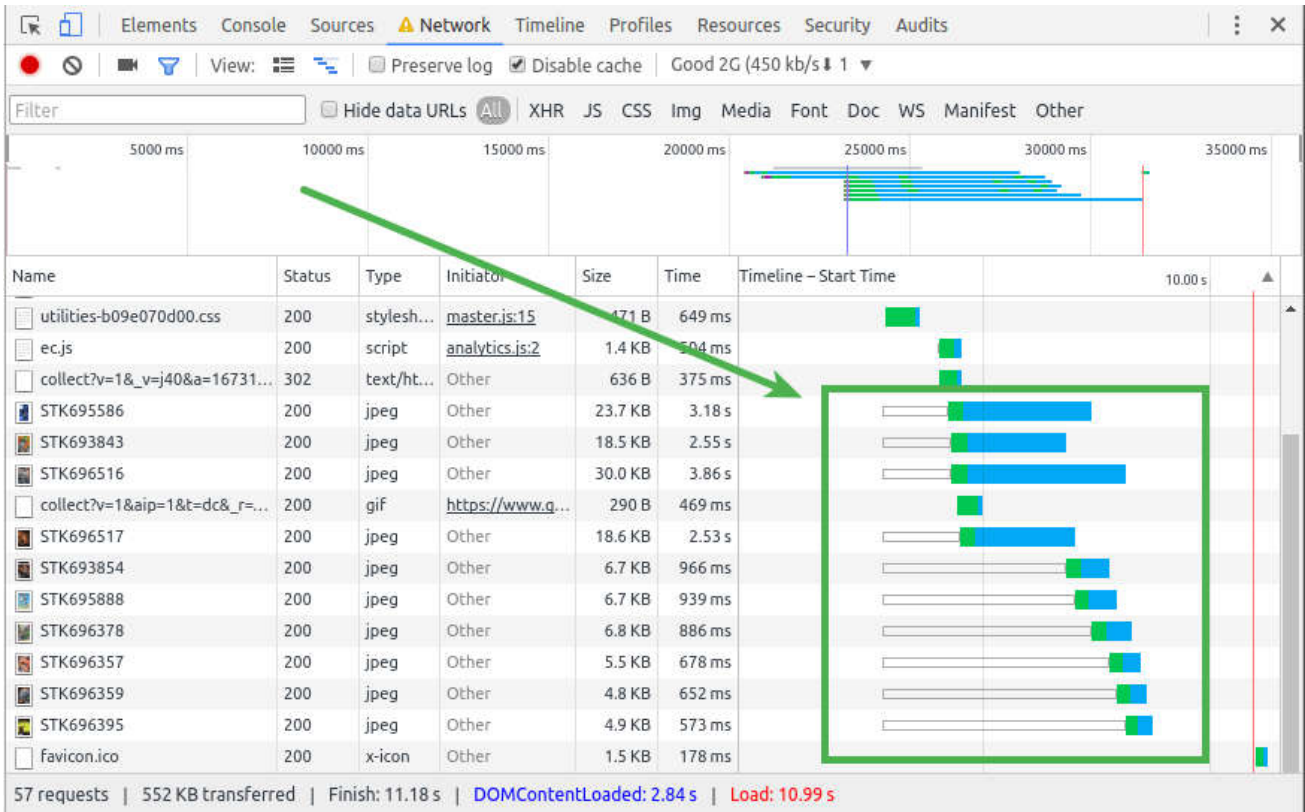 Elements Console Sources Network Timeline Profiles Resources Security Audits
View: Preserve log Disable cache Good 2G (450 kb/s⬇ 1 ▼
Filter Hide data URLs All XHR JS CSS Img Media Font Doc WS Manifest Other
5000 ms 10000 ms 15000 ms 20000 ms 25000 ms 30000 ms 35000 ms
Name Status Type Initiator Size Time Timeline – Start Time 10.00 s ▲
utilities-b09e070d00.css 200 stylesh... master.js:15 471 B 649 ms
ec.js 200 script analytics.js:2 1.4 KB 504 ms
collect?v=1&_v=j40&a=16731... 302 text/ht... Other 636 B 375 ms
STK695586 200 jpeg Other 23.7 KB 3.18 s
STK693843 200 jpeg Other 18.5 KB 2.55 s
STK696516 200 jpeg Other 30.0 KB 3.86 s
collect?v=1&aip=1&t=dc&_r=... 200 gif https://www.g... 290 B 469 ms
STK696517 200 jpeg Other 18.6 KB 2.53 s
STK693854 200 jpeg Other 6.7 KB 966 ms
STK695888 200 jpeg Other 6.7 KB 939 ms
STK696378 200 jpeg Other 6.8 KB 886 ms
STK696357 200 jpeg Other 5.5 KB 678 ms
STK696359 200 jpeg Other 4.8 KB 652 ms
STK696395 200 jpeg Other 4.9 KB 573 ms
favicon.ico 200 x-icon Other 1.5 KB 178 ms
57 requests | 552 KB transferred | Finish: 11.18 s | DOMContentLoaded: 2.84 s | Load: 10.99 s